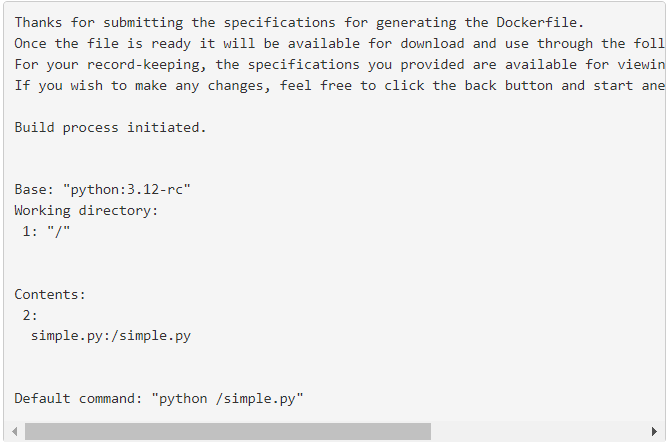 Thanks for submitting the specifications for generating the Dockerfile.
Once the file is ready it will be available for download and use through the foll
For your record-keeping, the specifications you provided are available for viewin
If you wish to make any changes, feel free to click the back button and start ane
Build process initiated.
Base: "python:3.12-rc"
Working directory:
1: "/"
Contents:
2:
simple.py:/simple.py
Default command: "python /simple.py"